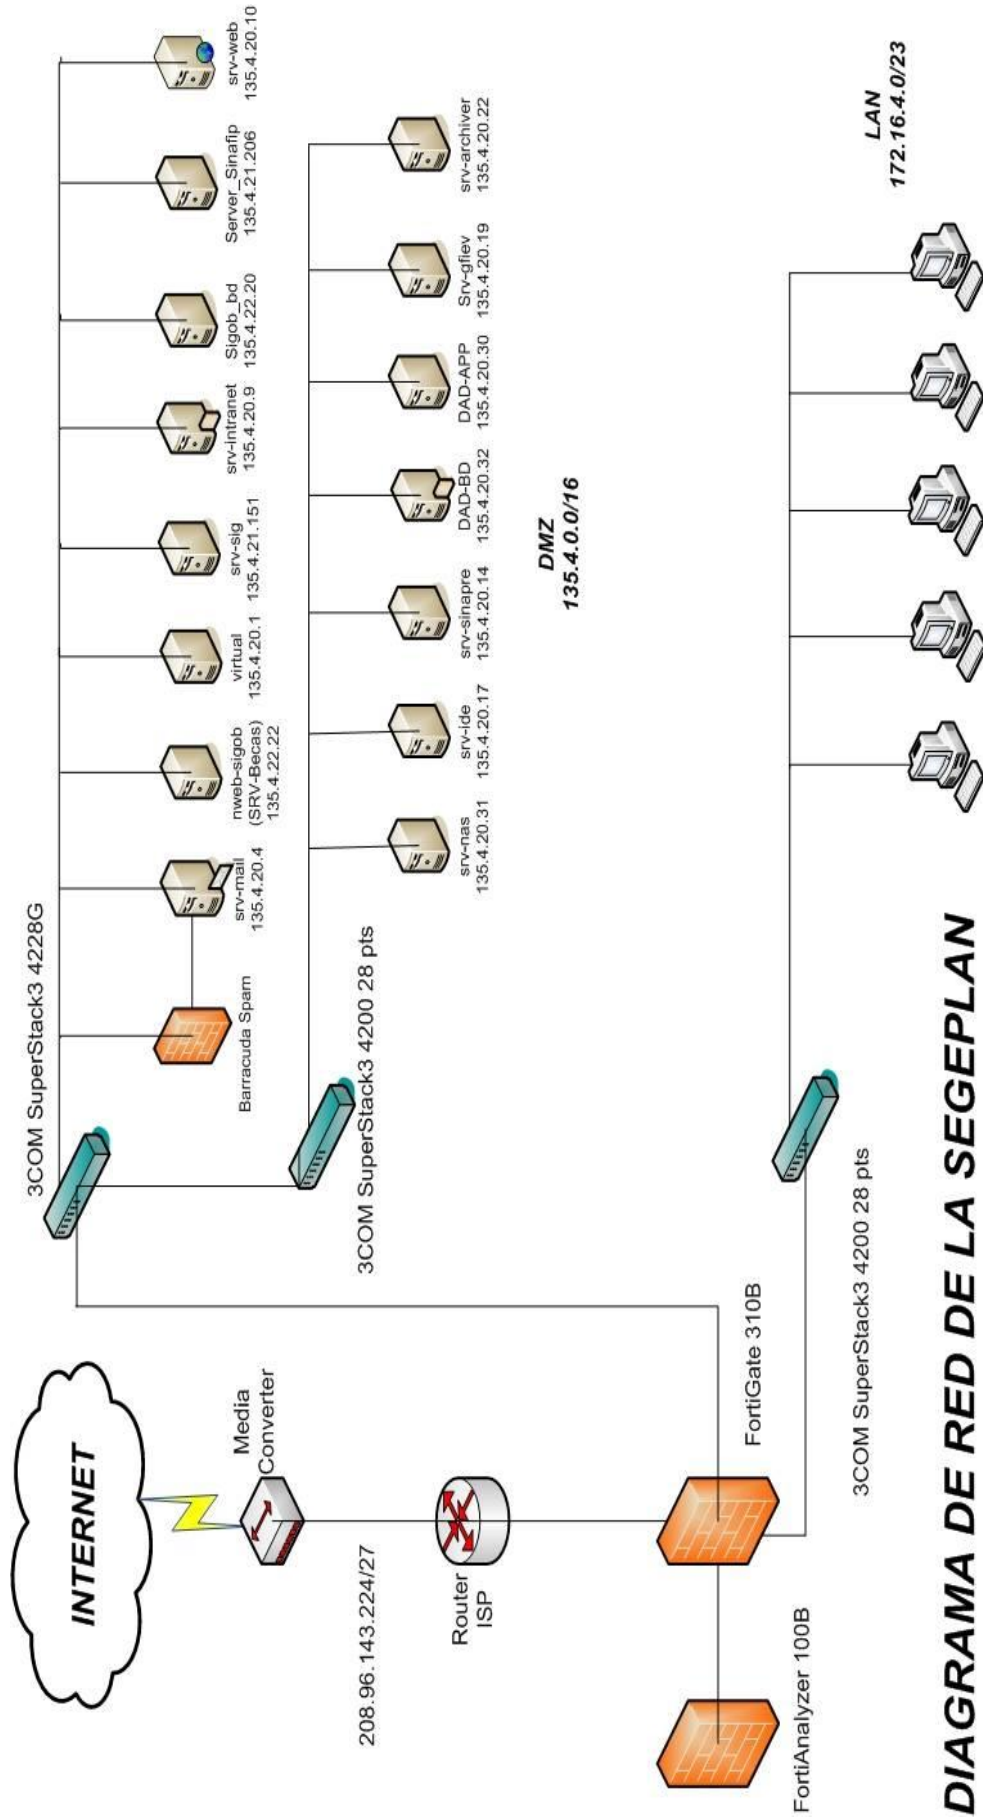 INTERNET
Media
Converter
208.96.143.224/27
Router
ISP
FortiGate 310B
FortiAnalyzer 100B
3COM SuperStack3 4228G
Barracuda Spam
srv-mail
135.4.20.4
nweb-sigob
(SRV-Becas)
135.4.22.22
virtual
135.4.20.1
srv-sig
135.4.21.151
srv-intranet
135.4.20.9
Sigob_bd
135.4.22.20
Server_Sinafip
135.4.21.206
srv-web
135.4.20.10
3COM SuperStack3 4200 28 pts
srv-nas
135.4.20.31
srv-ide
135.4.20.17
srv-sinapre
135.4.20.14
DAD-BD
135.4.20.32
DAD-APP
135.4.20.30
Srv-gfiev
135.4.20.19
srv-archiver
135.4.20.22
DMZ
135.4.0.0/16
3COM SuperStack3 4200 28 pts
LAN
172.16.4.0/23
DIAGRAMA DE RED DE LA SEGEPLAN